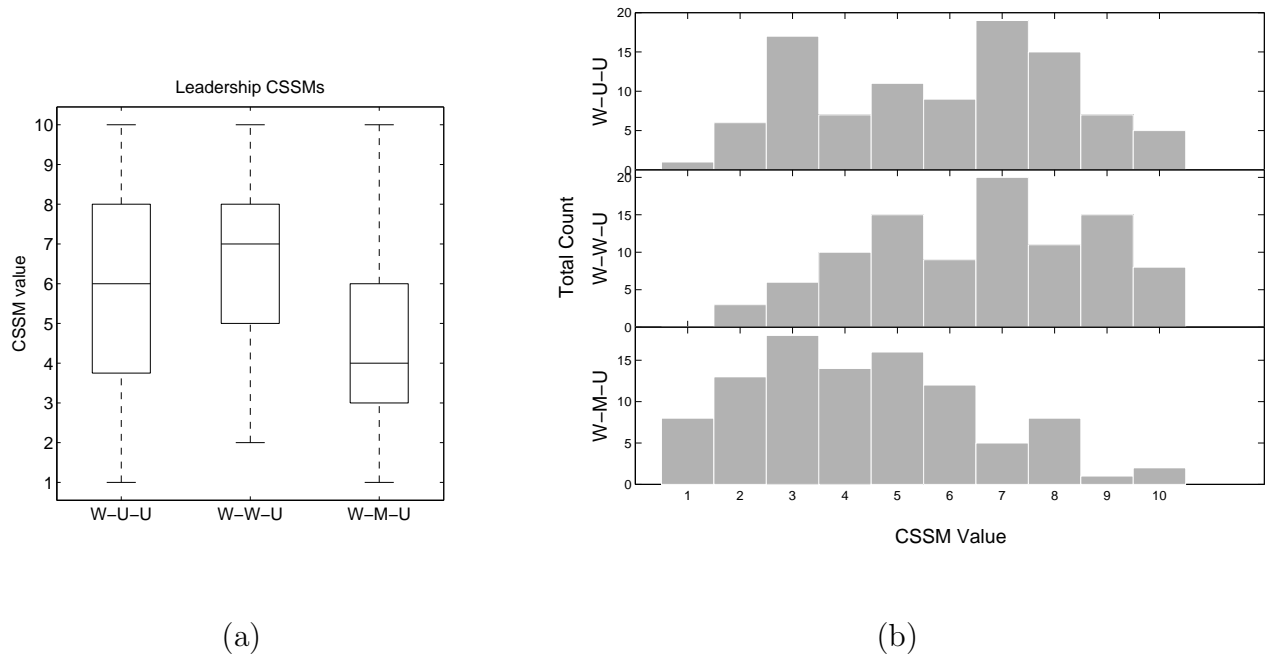 Leadership CSSMs
CSSM value
10
9
8
7
6
5
4
3
2
1
W–U–U
W–W–U
W–M–U
(a)
Total Count
W–U–U
20
15
10
5
0
W–W–U
20
15
10
5
0
W–M–U
15
10
5
0
1 2 3 4 5 6 7 8 9 10
CSSM Value
(b)